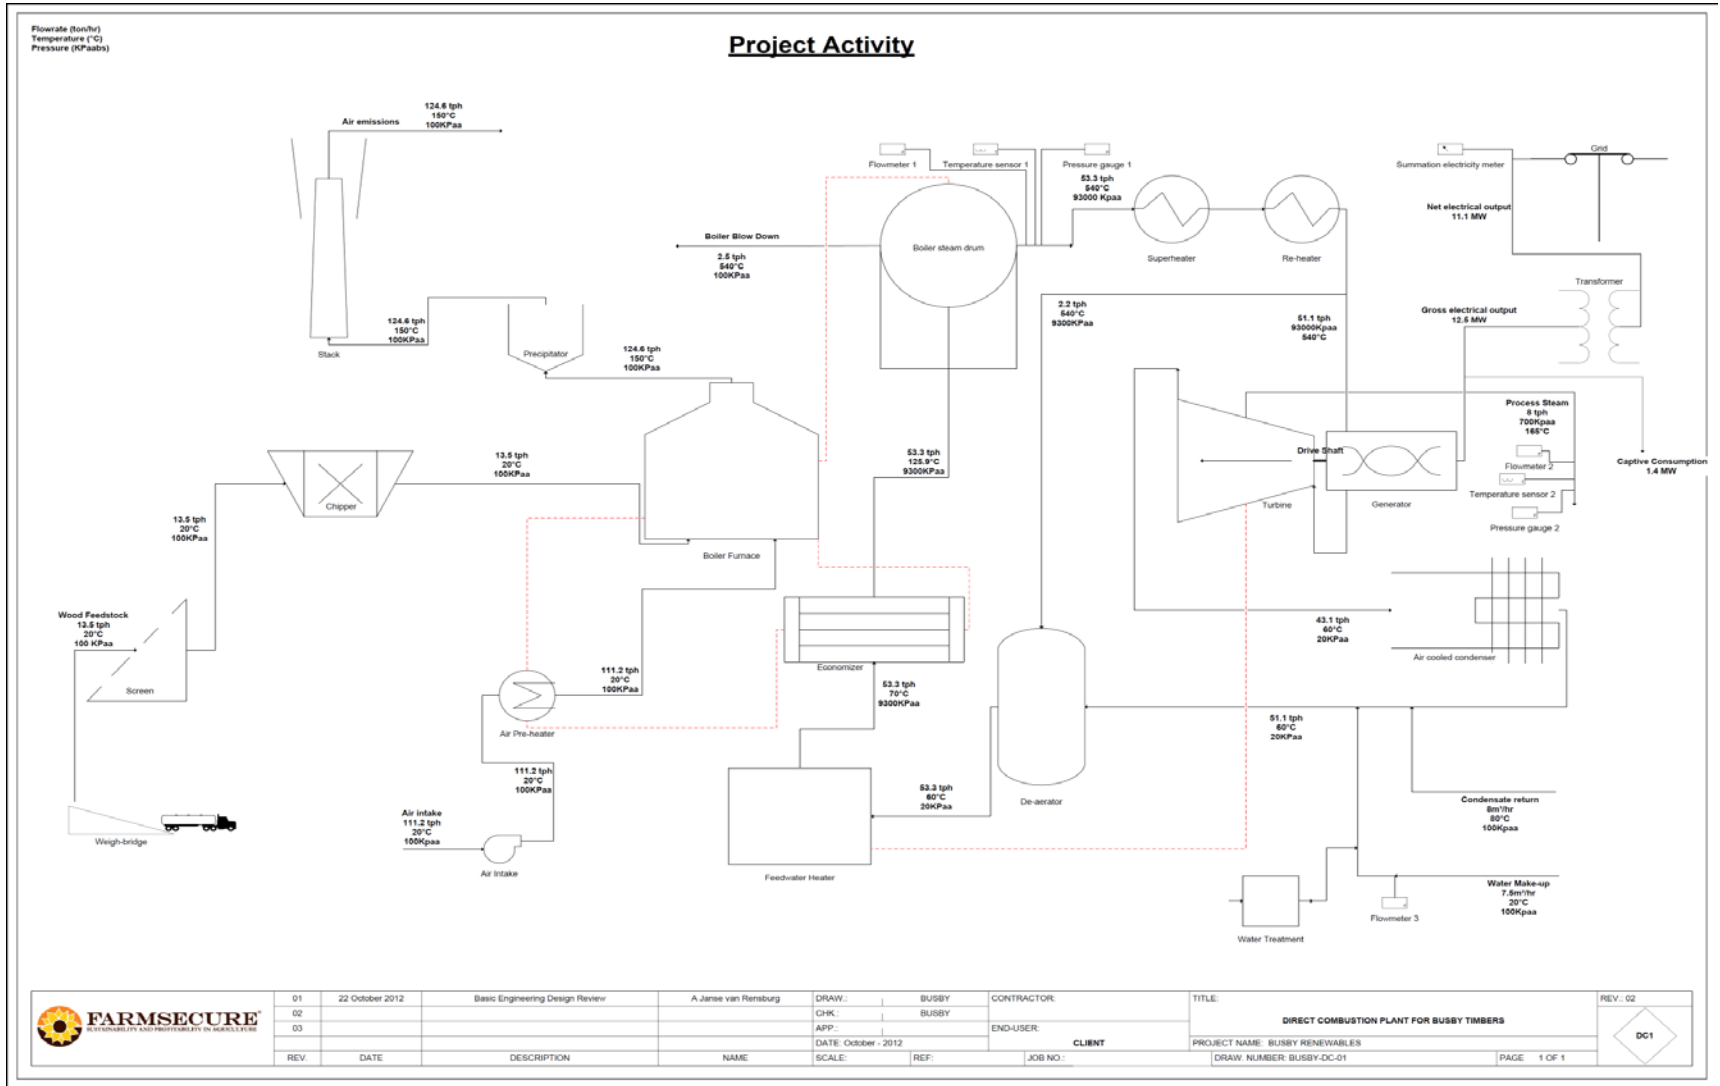 Flowrate (ton/hr)
Temperature (°C)
Pressure (KPaabs)
Project Activity
124.6 tph
150°C
100KPaa
Air emissions
Flowmeter 1
Temperature sensor 1
Pressure gauge 1
Summation electricity meter
Grid
53.3 tph
540°C
93000 Kpaa
Net electrical output
11.1 MW
Boiler Blow Down
2.5 tph
540°C
100KPaa
Boiler steam drum
Superheater
Re-heater
Transformer
2.2 tph
540°C
9300KPaa
51.1 tph
93000Kpaa
540°C
Gross electrical output
12.5 MW
124.6 tph
150°C
100KPaa
Stack
Precipitator
124.6 tph
150°C
100KPaa
Process Steam
8 tph
700Kpaa
165°C
Flowmeter 2
Temperature sensor 2
Pressure gauge 2
Captive Consumption
1.4 MW
Drive Shaft
Turbine
Generator
53.3 tph
125.9°C
9300KPaa
13.5 tph
20°C
100KPaa
Chipper
13.5 tph
20°C
100KPaa
Boiler Furnace
Wood Feedstock
13.5 tph
20°C
100 KPaa
Screen
43.1 tph
60°C
20KPaa
Air cooled condenser
Economizer
111.2 tph
20°C
100KPaa
53.3 tph
70°C
9300KPaa
Air Pre-heater
51.1 tph
60°C
20KPaa
111.2 tph
20°C
100KPaa
53.3 tph
60°C
20KPaa
De-aerator
Condensate return
8m³/hr
80°C
100Kpaa
Weigh-bridge
Air intake
111.2 tph
20°C
100Kpaa
Air Intake
Feedwater Heater
Water Make-up
7.5m³/hr
20°C
100Kpaa
Flowmeter 3
Water Treatment
FARMSECURE
SUSTAINABILITY AND PROFITABILITY IN AGRICULTURE
01 22 October 2012 Basic Engineering Design Review A Janse van Rensburg DRAW.: BUSBY CONTRACTOR: TITLE: REV.: 02
02 CHK.: BUSBY
03 APP.: END-USER: DIRECT COMBUSTION PLANT FOR BUSBY TIMBERS
DATE: October - 2012 CLIENT PROJECT NAME: BUSBY RENEWABLES DC1
REV. DATE DESCRIPTION NAME SCALE: REF: JOB NO.: DRAW. NUMBER: BUSBY-DC-01 PAGE 1 OF 1